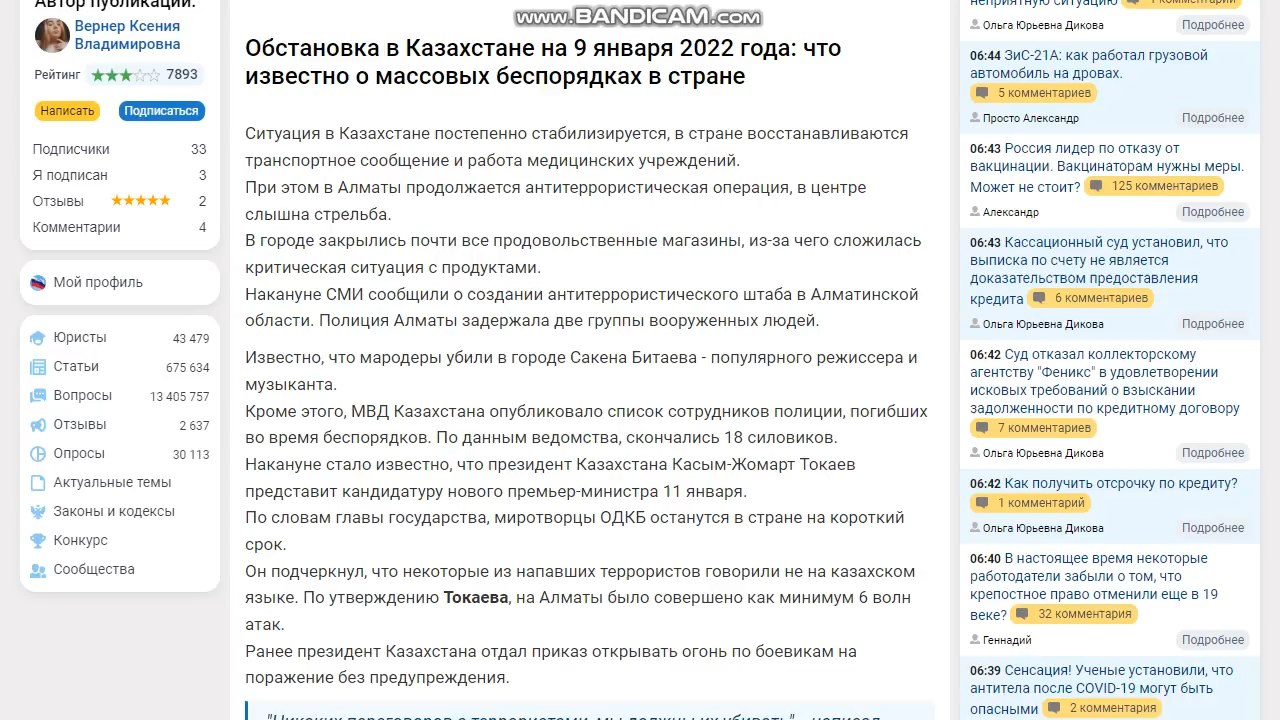 Автор публикации:
Вернер Ксения
Владимировна
Рейтинг 7893
Написать Подписаться
Подписчики 33
Я подписан 3
Отзывы 2
Комментарии 4
Мой профиль
Юристы 43 479
Статьи 675 634
Вопросы 13 405 757
Отзывы 2 637
Опросы 30 113
Актуальные темы
Законы и кодексы
Конкурс
Сообщества
www.BANDICAM.com
Обстановка в Казахстане на 9 января 2022 года: что
известно о массовых беспорядках в стране
Ситуация в Казахстане постепенно стабилизируется, в стране восстанавливаются
транспортное сообщение и работа медицинских учреждений.
При этом в Алматы продолжается антитеррористическая операция, в центре
слышна стрельба.
В городе закрылись почти все продовольственные магазины, из-за чего сложилась
критическая ситуация с продуктами.
Накануне СМИ сообщили о создании антитеррористического штаба в Алматинской
области. Полиция Алматы задержала две группы вооруженных людей.
Известно, что мародеры убили в городе Сакена Битаева - популярного режиссера и
музыканта.
Кроме этого, МВД Казахстана опубликовало список сотрудников полиции, погибших
во время беспорядков. По данным ведомства, скончались 18 силовиков.
Накануне стало известно, что президент Казахстана Касым-Жомарт Токаев
представит кандидатуру нового премьер-министра 11 января.
По словам главы государства, миротворцы ОДКБ останутся в стране на короткий
срок.
Он подчеркнул, что некоторые из напавших террористов говорили не на казахском
языке. По утверждению Токаева, на Алматы было совершено как минимум 6 волн
атак.
Ранее президент Казахстана отдал приказ открывать огонь по боевикам на
поражение без предупреждения.
"Никаких переговоров с террористами, мы должны их убивать" - написал
неприятную ситуацию 1 комментарий
Ольга Юрьевна Дикова Подробнее
06:44 ЗиС-21А: как работал грузовой
автомобиль на дровах.
5 комментариев
Просто Александр Подробнее
06:43 Россия лидер по отказу от
вакцинации. Вакцинаторам нужны меры.
Может не стоит? 125 комментариев
Александр Подробнее
06:43 Кассационный суд установил, что
выписка по счету не является
доказательством предоставления
кредита 6 комментариев
Ольга Юрьевна Дикова Подробнее
06:42 Суд отказал коллекторскому
агентству "Феникс" в удовлетворении
исковых требований о взыскании
задолженности по кредитному договору
7 комментариев
Ольга Юрьевна Дикова Подробнее
06:42 Как получить отсрочку по кредиту?
1 комментарий
Ольга Юрьевна Дикова Подробнее
06:40 В настоящее время некоторые
работодатели забыли о том, что
крепостное право отменили еще в 19
веке? 32 комментария
Геннадий Подробнее
06:39 Сенсация! Ученые установили, что
антитела после COVID-19 могут быть
опасными 2 комментария